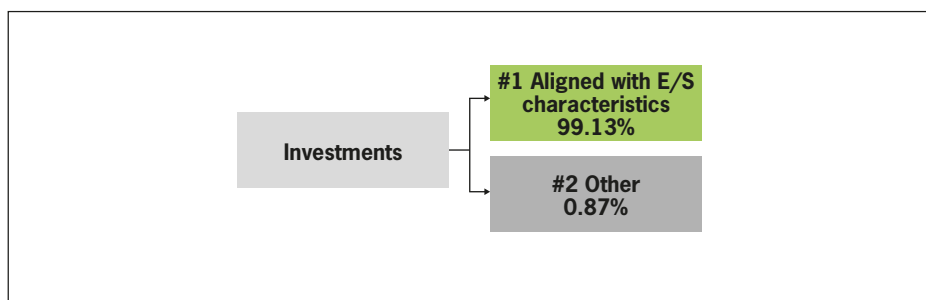 Investments
#1 Aligned with E/S
characteristics
99.13%
#2 Other
0.87%